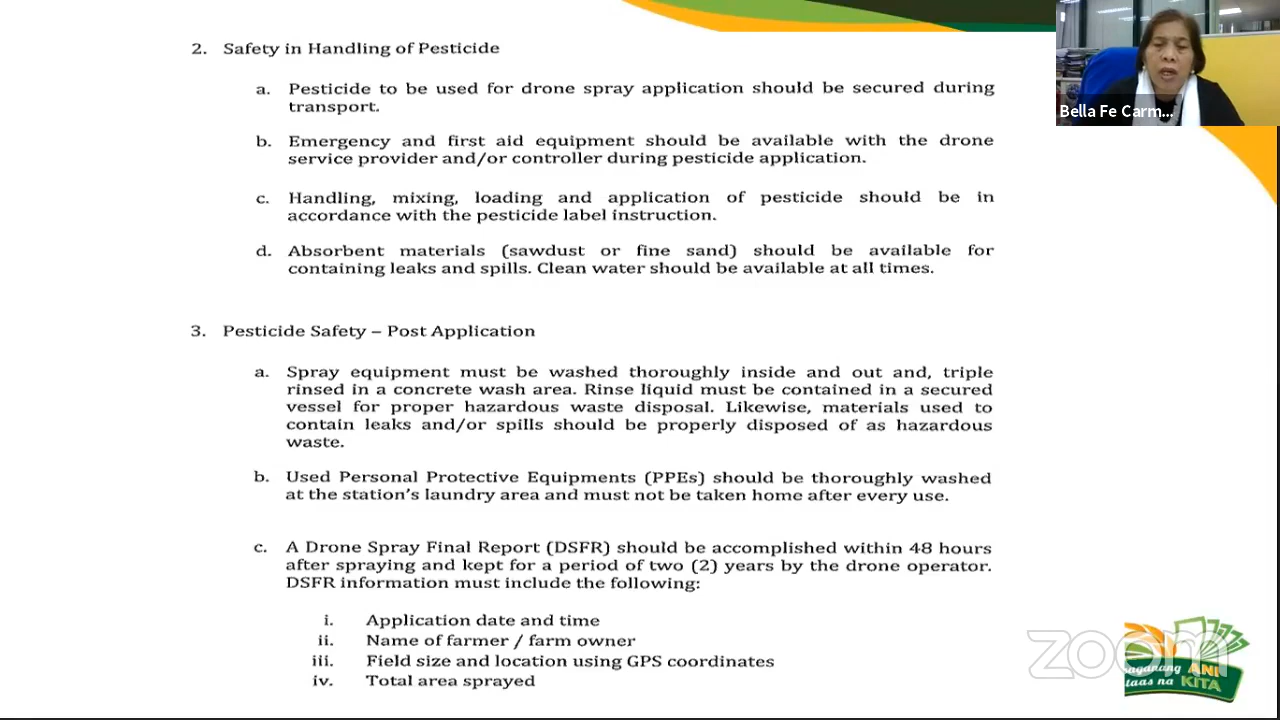 2. Safety in Handling of Pesticide
a. Pesticide to be used for drone spray application should be secured during
transport.
b. Emergency and first aid equipment should be available with the drone
service provider and/or controller during pesticide application.
c. Handling, mixing, loading and application of pesticide should be in
accordance with the pesticide label instruction.
d. Absorbent materials (sawdust or fine sand) should be available for
containing leaks and spills. Clean water should be available at all times.
3. Pesticide Safety – Post Application
a. Spray equipment must be washed thoroughly inside and out and, triple
rinsed in a concrete wash area. Rinse liquid must be contained in a secured
vessel for proper hazardous waste disposal. Likewise, materials used to
contain leaks and/or spills should be properly disposed of as hazardous
waste.
b. Used Personal Protective Equipments (PPEs) should be thoroughly washed
at the station's laundry area and must not be taken home after every use.
c. A Drone Spray Final Report (DSFR) should be accomplished within 48 hours
after spraying and kept for a period of two (2) years by the drone operator.
DSFR information must include the following:
i. Application date and time
ii. Name of farmer / farm owner
iii. Field size and location using GPS coordinates
iv. Total area sprayed
Bella Fe Carm...
zoom
ANI
taas na KITA